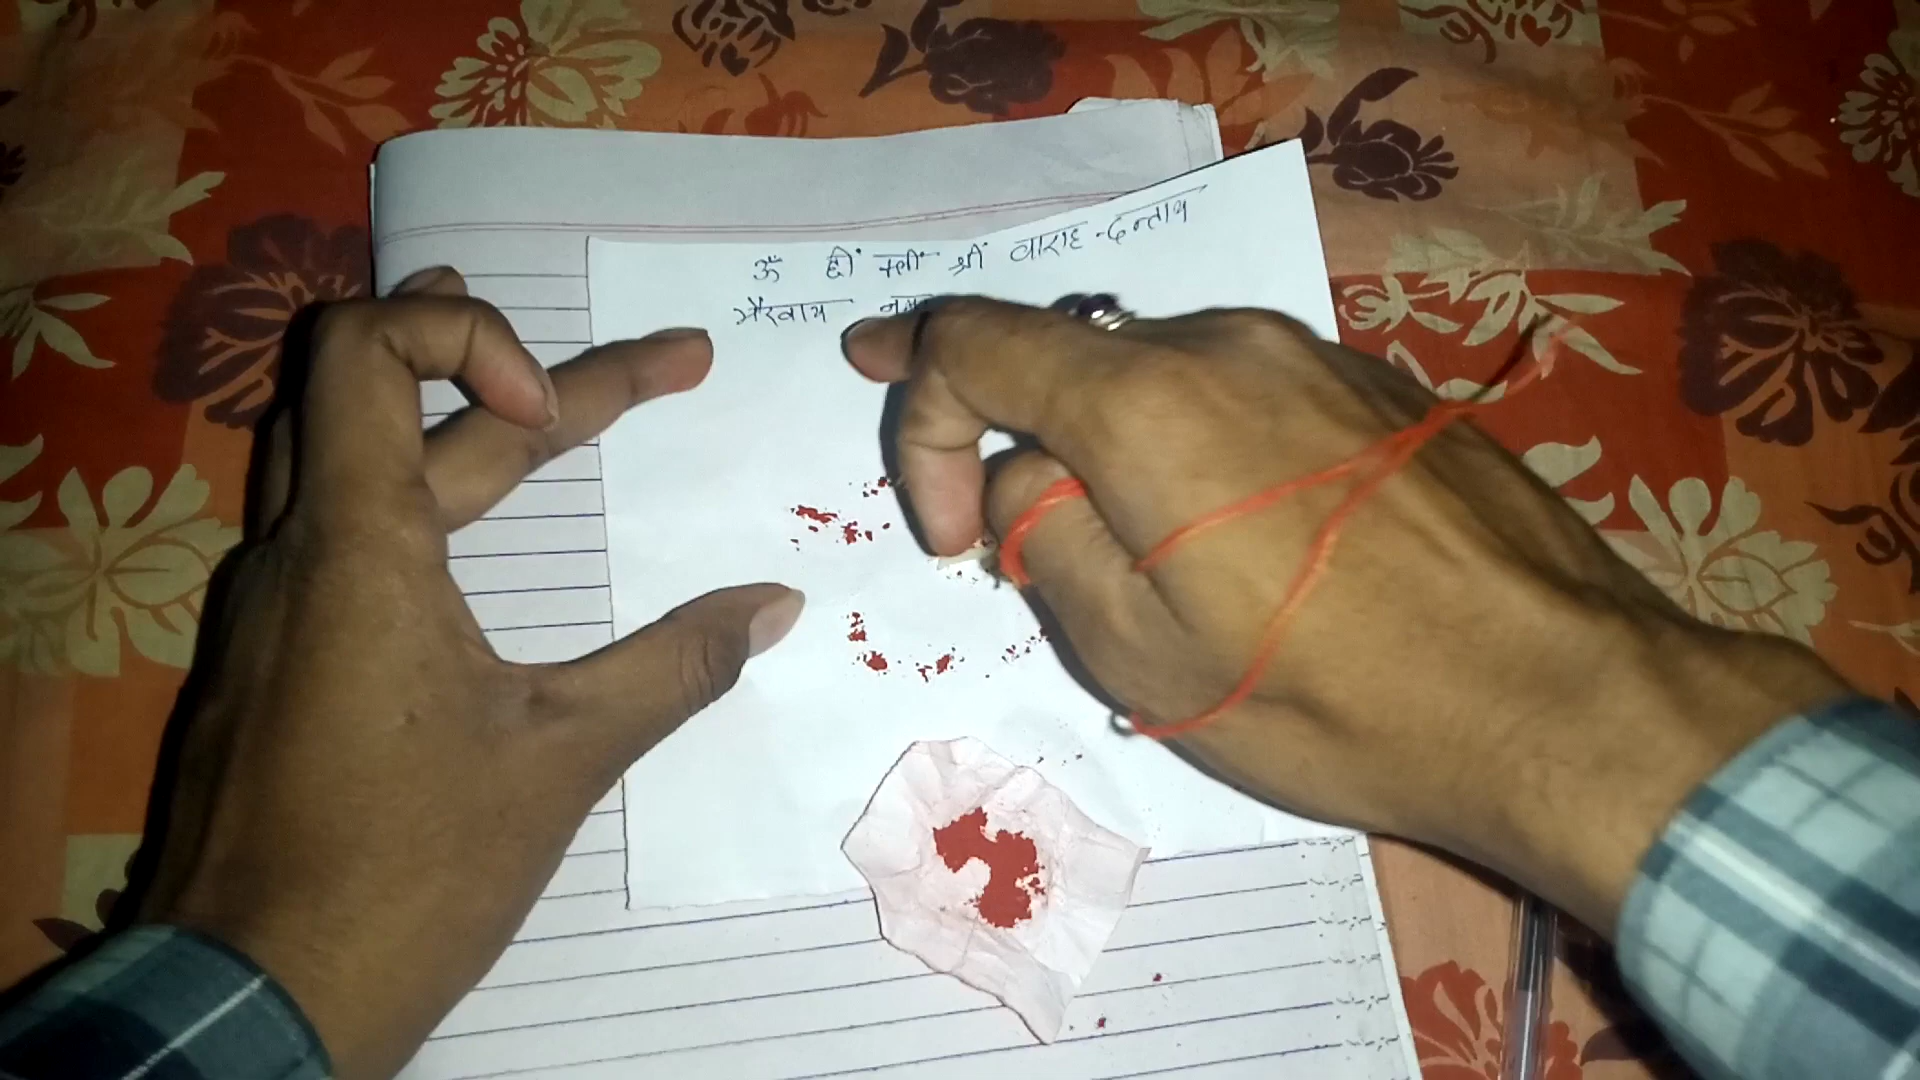 ॐ ह्रीं क्लीं श्रीं वाराह-दन्ताय
भैरवाय